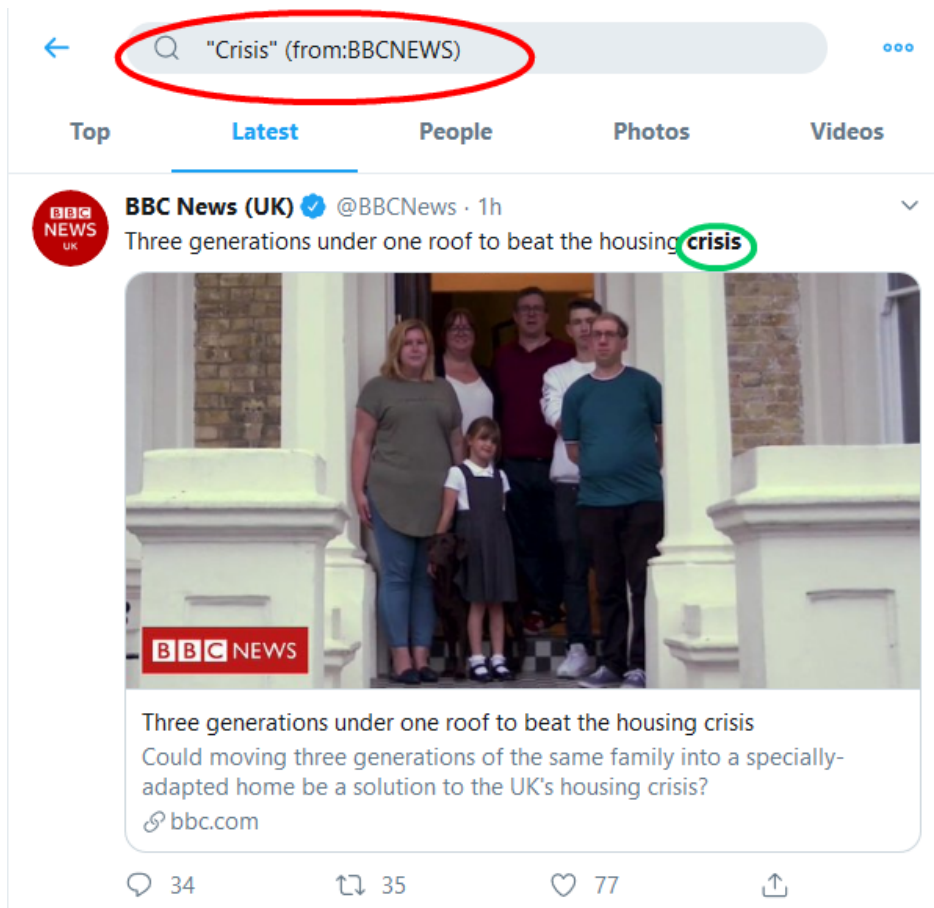 "Crisis" (from:BBCNEWS)
Top Latest People Photos Videos
BBC NEWS UK
BBC News (UK) @BBCNews · 1h
Three generations under one roof to beat the housing crisis
BBC NEWS
Three generations under one roof to beat the housing crisis
Could moving three generations of the same family into a specially-
adapted home be a solution to the UK's housing crisis?
bbc.com
34 35 77